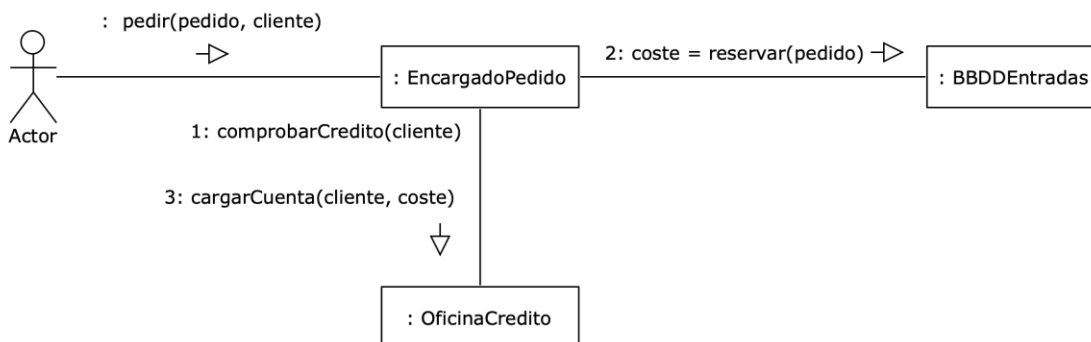 : pedir(pedido, cliente)
2: coste = reservar(pedido)
: EncargadoPedido
: BBDDEntradas
Actor
1: comprobarCredito(cliente)
3: cargarCuenta(cliente, coste)
: OficinaCredito